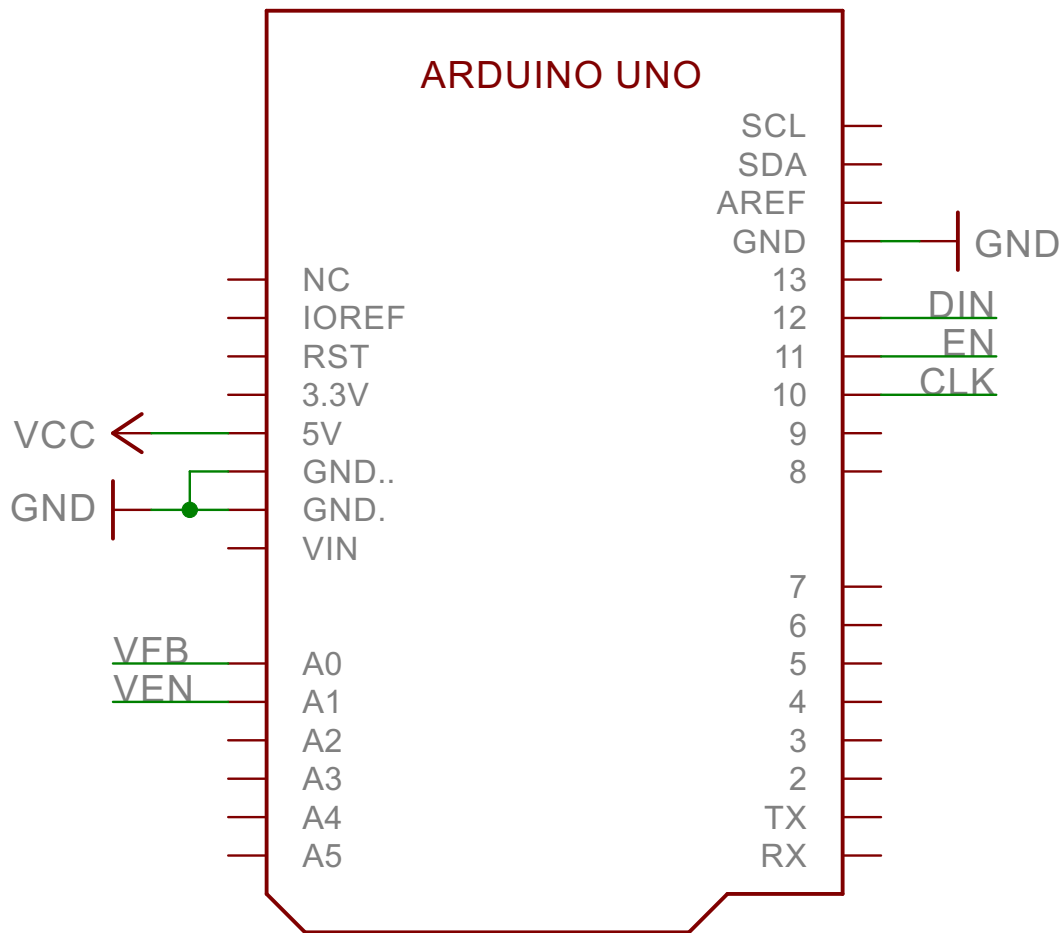 ARDUINO UNO
SCL
SDA
AREF
GND GND
NC 13
IOREF 12 DIN
RST 11 EN
3.3V 10 CLK
VCC 5V 9
GND.. 8
GND GND.
VIN
7
6
VFB A0 5
VEN A1 4
A2 3
A3 2
A4 TX
A5 RX